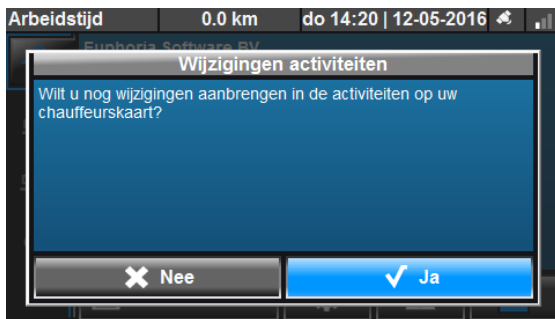 Arbeidstijd 0.0 km do 14:20 | 12-05-2016
Euphoria Software BV
Wijzigingen activiteiten
Wilt u nog wijzigingen aanbrengen in de activiteiten op uw
chauffeurskaart?
Nee Ja